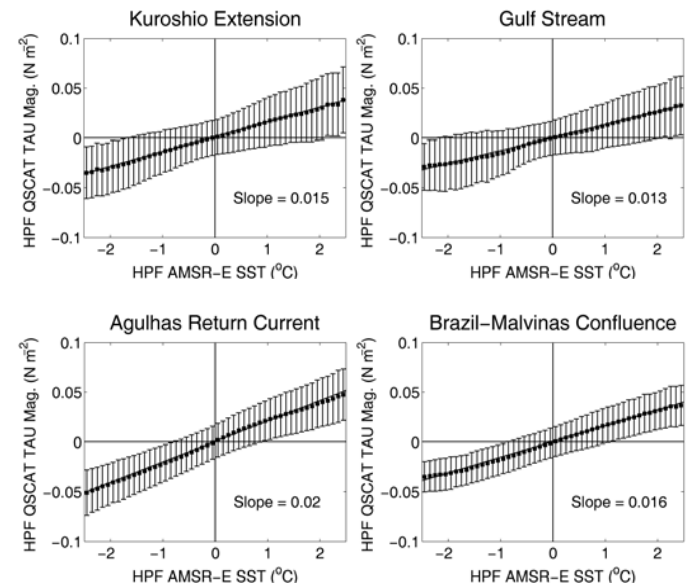 Kuroshio Extension
HPF QSCAT TAU Mag. (N m⁻²)
0.1
0.05
0
−0.05
−0.1
Slope = 0.015
−2 −1 0 1 2
HPF AMSR−E SST (°C)
Gulf Stream
HPF QSCAT TAU Mag. (N m⁻²)
0.1
0.05
0
−0.05
−0.1
Slope = 0.013
−2 −1 0 1 2
HPF AMSR−E SST (°C)
Agulhas Return Current
HPF QSCAT TAU Mag. (N m⁻²)
0.1
0.05
0
−0.05
−0.1
Slope = 0.02
−2 −1 0 1 2
HPF AMSR−E SST (°C)
Brazil−Malvinas Confluence
HPF QSCAT TAU Mag. (N m⁻²)
0.1
0.05
0
−0.05
−0.1
Slope = 0.016
−2 −1 0 1 2
HPF AMSR−E SST (°C)